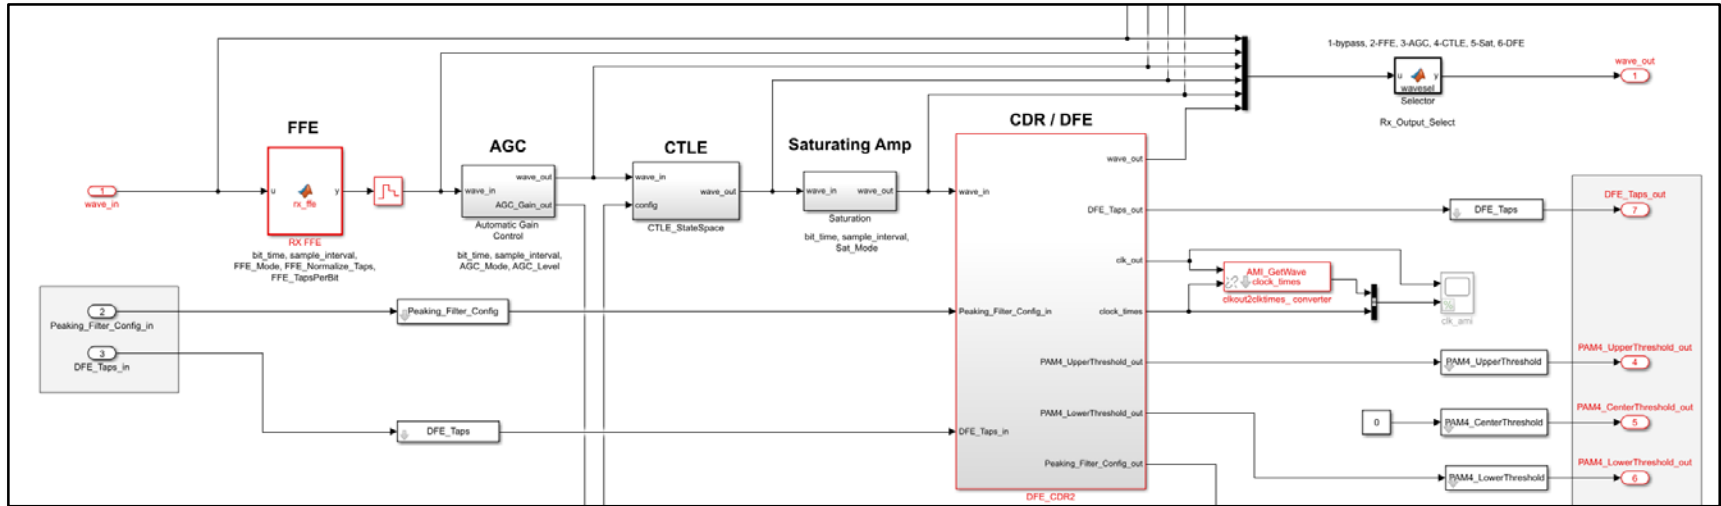 1-bypass, 2-FFE, 3-AGC, 4-CTLE, 5-Sat, 6-DFE
wave_out
1
u
y
wavesel
Selector
Rx_Output_Select
FFE
AGC
CTLE
Saturating Amp
CDR / DFE
1
wave_in
u
y
rx_ffe
RX FFE
bit_time, sample_interval,
FFE_Mode, FFE_Normalize_Taps,
FFE_TapsPerBit
wave_in
wave_out
AGC_Gain_out
Automatic Gain
Control
bit_time, sample_interval,
AGC_Mode, AGC_Level
wave_in
config
wave_out
CTLE_StateSpace
wave_in
wave_out
Saturation
bit_time, sample_interval,
Sat_Mode
wave_in
Peaking_Filter_Config_in
DFE_Taps_in
wave_out
DFE_Taps_out
clk_out
clock_times
PAM4_UpperThreshold_out
PAM4_LowerThreshold_out
Peaking_Filter_Config_out
DFE_CDR2
2
Peaking_Filter_Config_in
3
DFE_Taps_in
Peaking_Filter_Config
DFE_Taps
AMI_GetWave
clock_times
clkout2clktimes_ converter
clk_ami
DFE_Taps
DFE_Taps_out
7
PAM4_UpperThreshold
PAM4_UpperThreshold_out
4
0
PAM4_CenterThreshold
PAM4_CenterThreshold_out
5
PAM4_LowerThreshold
PAM4_LowerThreshold_out
6